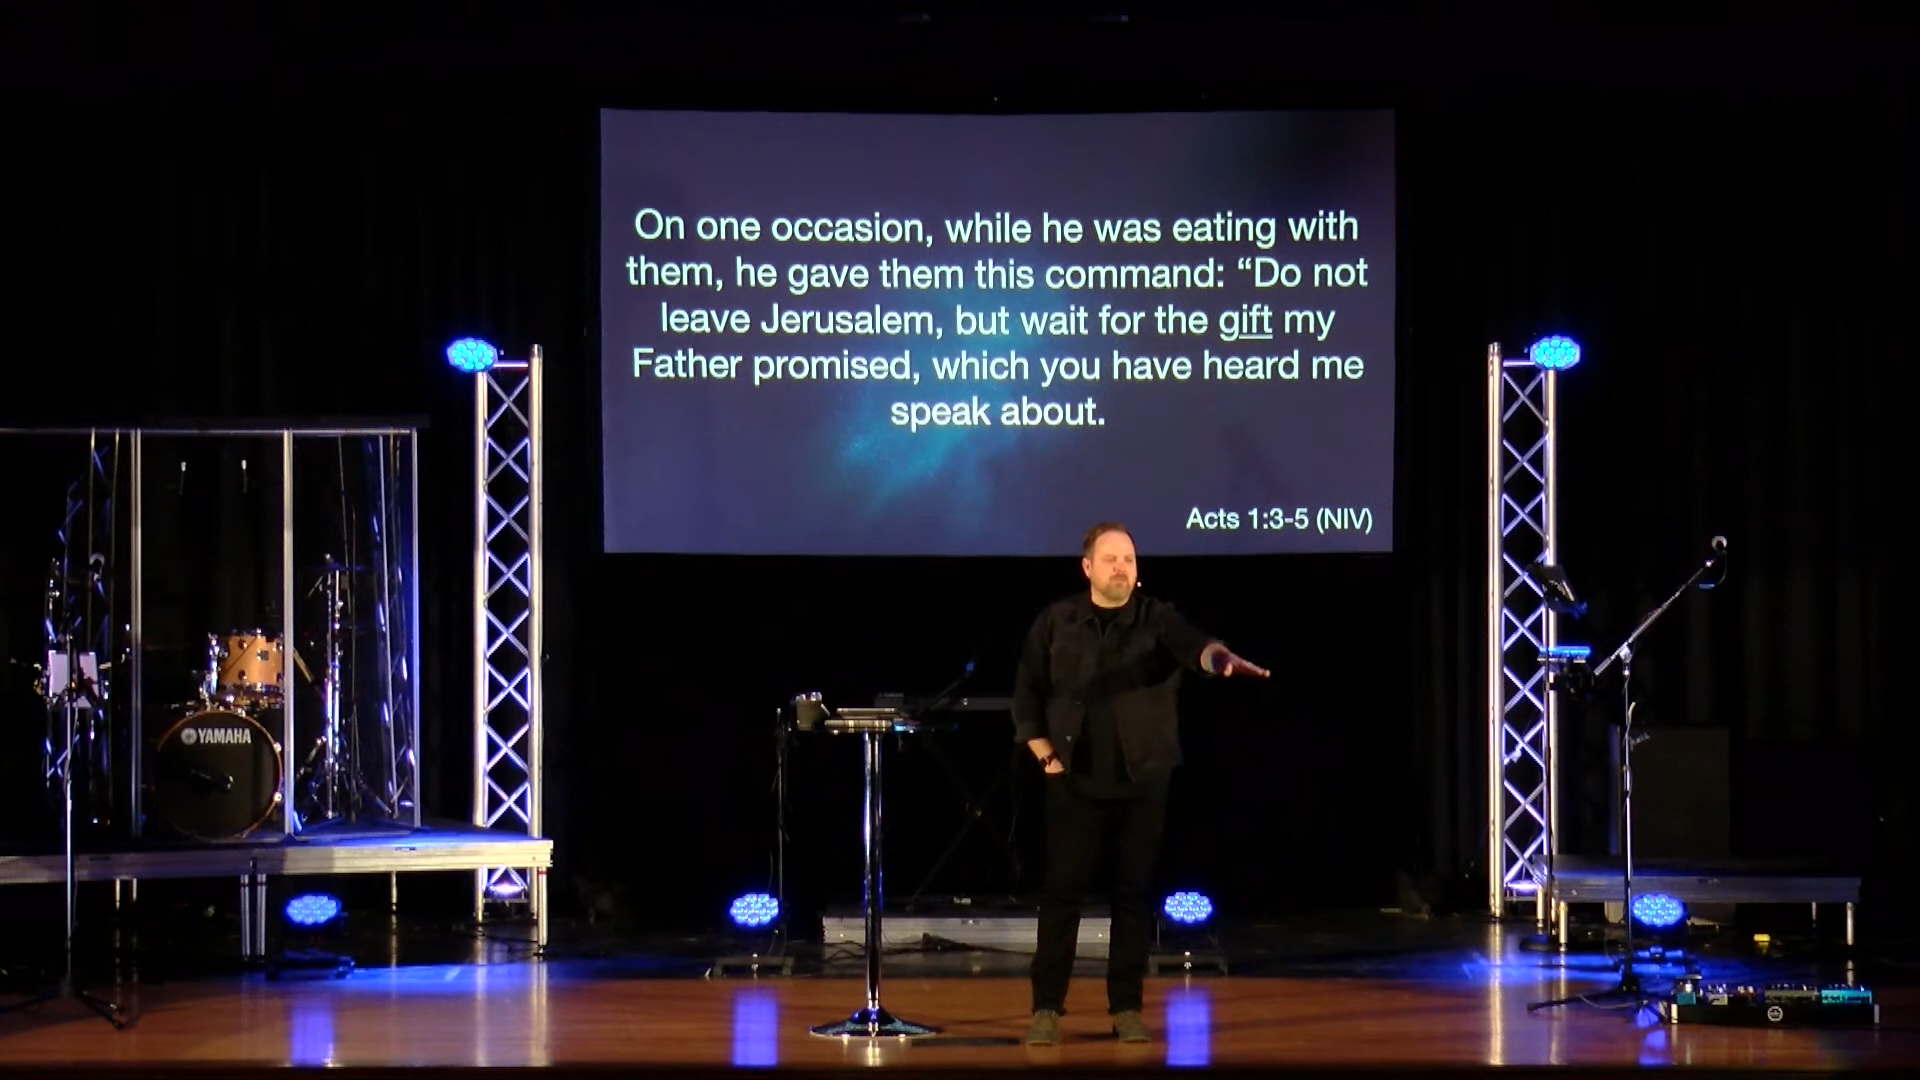 On one occasion, while he was eating with
them, he gave them this command: “Do not
leave Jerusalem, but wait for the gift my
Father promised, which you have heard me
speak about.
Acts 1:3-5 (NIV)
YAMAHA